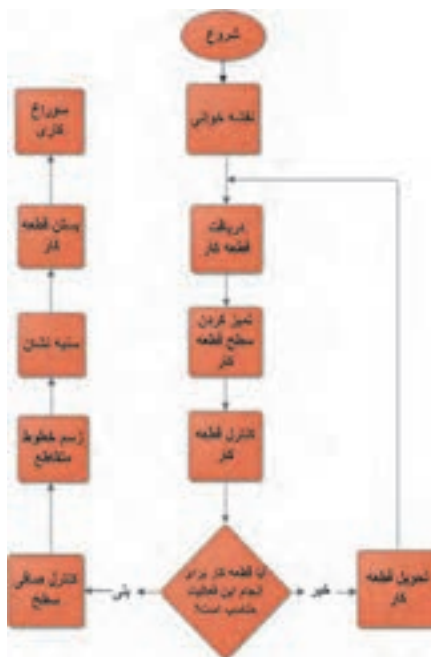 شروع
نقشه خوانی
دریافت
قطعه کار
تمیز کردن
سطح قطعه
کار
کنترل قطعه
کار
آیا قطعه کار برای
انجام این فعالیت
مناسب است؟
خیر
تحویل قطعه
کار
بلی
کنترل صافی
سطح
رسم خطوط
متقاطع
سنبه نشان
بستن قطعه
کار
سوراخ
کاری